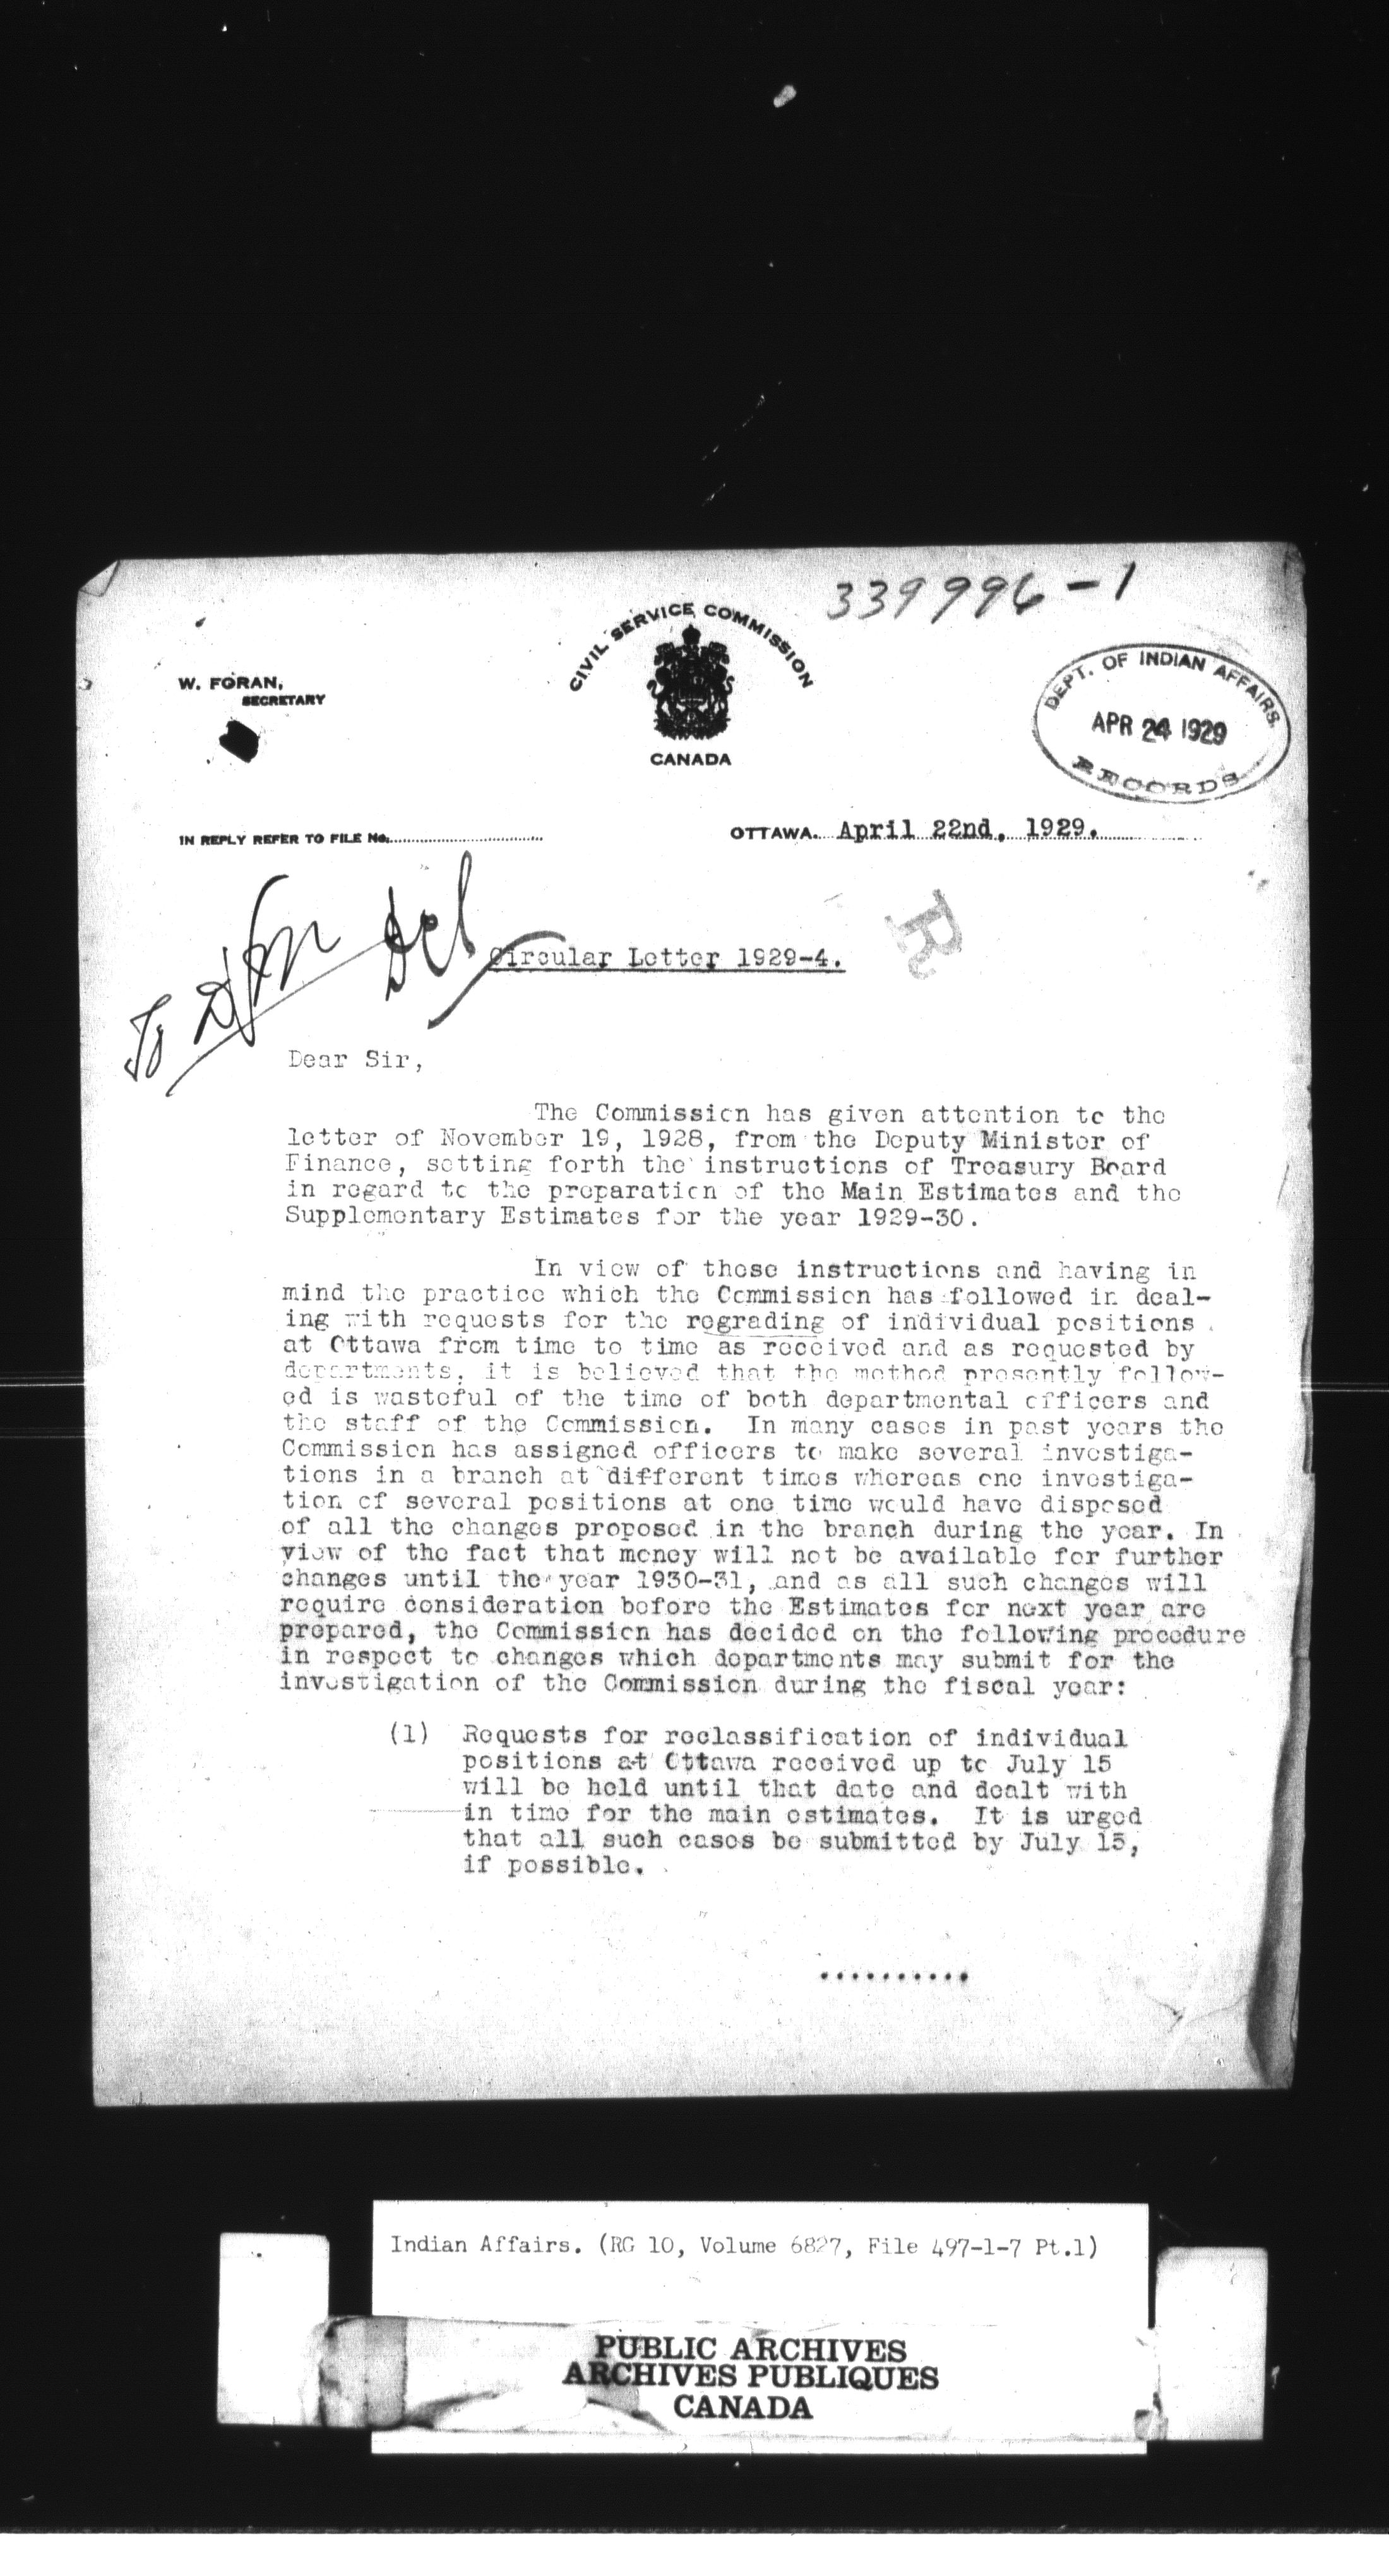 339996-1
W. FORAN,
SECRETARY
CIVIL SERVICE COMMISSION
CANADA
DEPT. OF INDIAN AFFAIRS.
APR 24 1929
RECORDS
IN REPLY REFER TO FILE No.
OTTAWA. April 22nd, 1929.
R
To
Circular Letter 1929-4.
Dear Sir,
The Commission has given attention to the
letter of November 19, 1928, from the Deputy Minister of
Finance, setting forth the instructions of Treasury Board
in regard to the preparation of the Main Estimates and the
Supplementary Estimates for the year 1929-30.
In view of these instructions and having in
mind the practice which the Commission has followed in deal-
ing with requests for the regrading of individual positions
at Ottawa from time to time as received and as requested by
departments, it is believed that the method presently follow-
ed is wasteful of the time of both departmental officers and
the staff of the Commission. In many cases in past years the
Commission has assigned officers to make several investiga-
tions in a branch at different times whereas one investiga-
tion of several positions at one time would have disposed
of all the changes proposed in the branch during the year. In
view of the fact that money will not be available for further
changes until the year 1930-31, and as all such changes will
require consideration before the Estimates for next year are
prepared, the Commission has decided on the following procedure
in respect to changes which departments may submit for the
investigation of the Commission during the fiscal year:
(1) Requests for reclassification of individual
positions at Ottawa received up to July 15
will be held until that date and dealt with
in time for the main estimates. It is urged
that all such cases be submitted by July 15,
if possible.
..........
Indian Affairs. (RG 10, Volume 6827, File 497-1-7 Pt.1)
PUBLIC ARCHIVES
ARCHIVES PUBLIQUES
CANADA